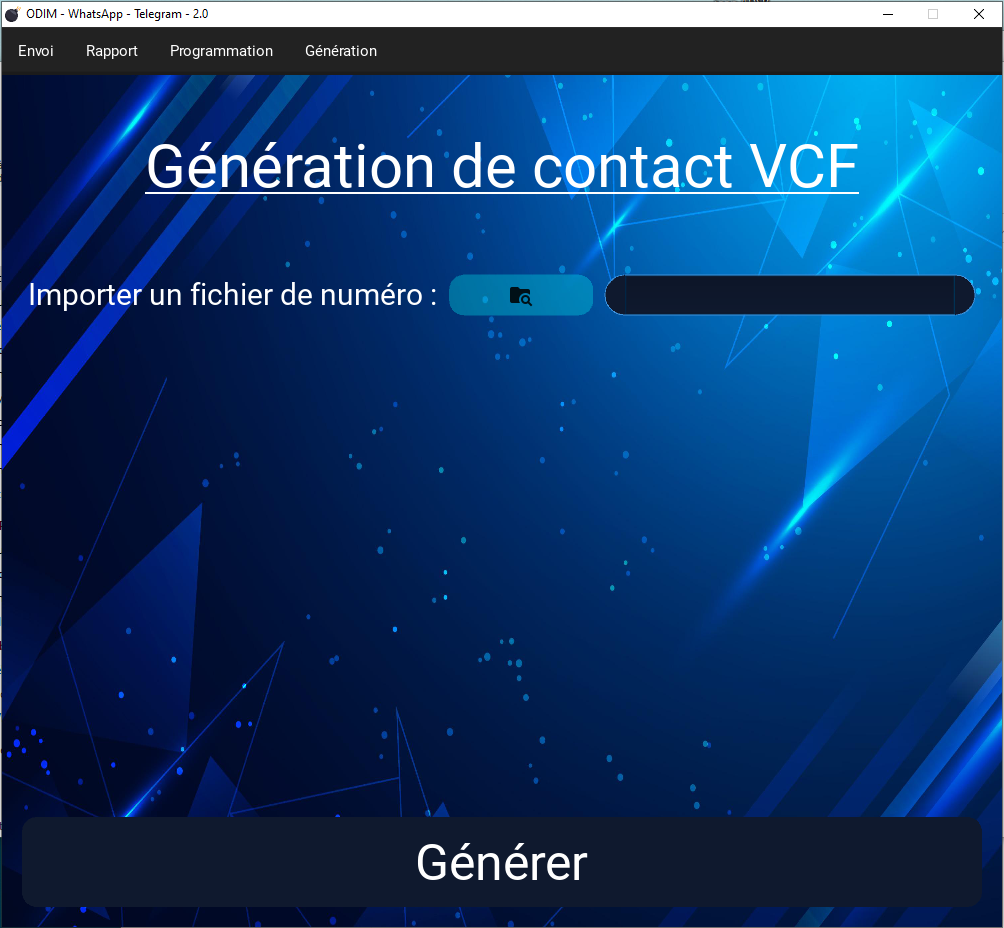 ODIM - WhatsApp - Telegram - 2.0
Envoi Rapport Programmation Génération
Génération de contact VCF
Importer un fichier de numéro :
Générer